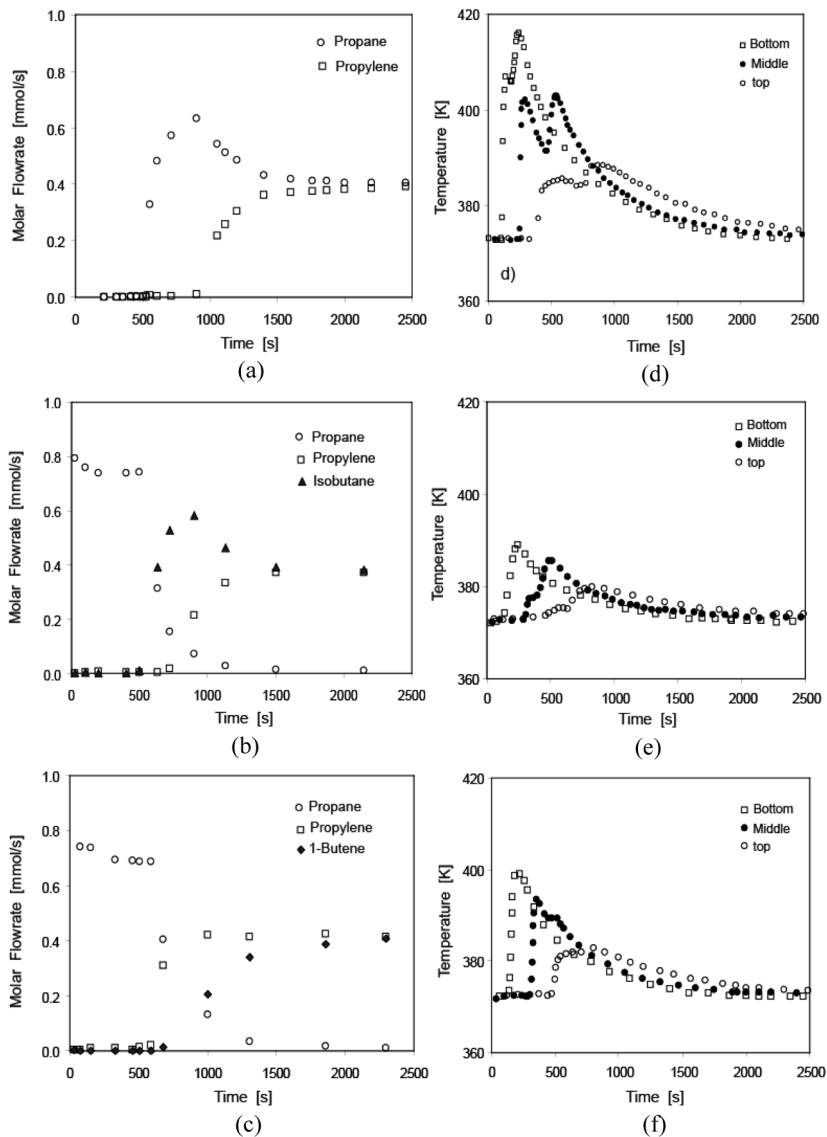 1.0
0.8
0.6
0.4
0.2
0.0
Molar Flowrate [mmol/s]
Propane
Propylene
0 500 1000 1500 2000 2500
Time [s]
(a)
420
400
380
360
Temperature [K]
Bottom
Middle
top
d)
0 500 1000 1500 2000 2500
Time [s]
(d)
1.0
0.8
0.6
0.4
0.2
0.0
Molar Flowrate [mmol/s]
Propane
Propylene
Isobutane
0 500 1000 1500 2000 2500
Time [s]
(b)
420
400
380
360
Temperature [K]
Bottom
Middle
top
0 500 1000 1500 2000 2500
Time [s]
(e)
1.0
0.8
0.6
0.4
0.2
0.0
Molar Flowrate [mmol/s]
Propane
Propylene
1-Butene
0 500 1000 1500 2000 2500
Time [s]
(c)
420
400
380
360
Temperature [K]
Bottom
Middle
top
0 500 1000 1500 2000 2500
Time [s]
(f)